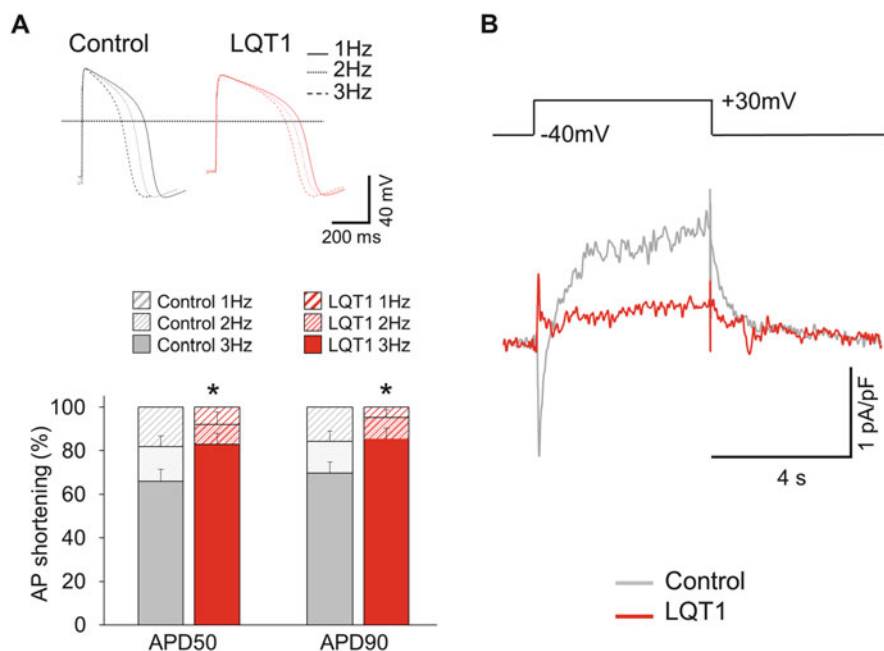 A
Control
LQT1
1Hz
2Hz
3Hz
40 mV
200 ms
Control 1Hz
Control 2Hz
Control 3Hz
LQT1 1Hz
LQT1 2Hz
LQT1 3Hz
AP shortening (%)
100
80
60
40
20
0
*
*
APD50
APD90
B
+30mV
-40mV
1 pA/pF
4 s
Control
LQT1